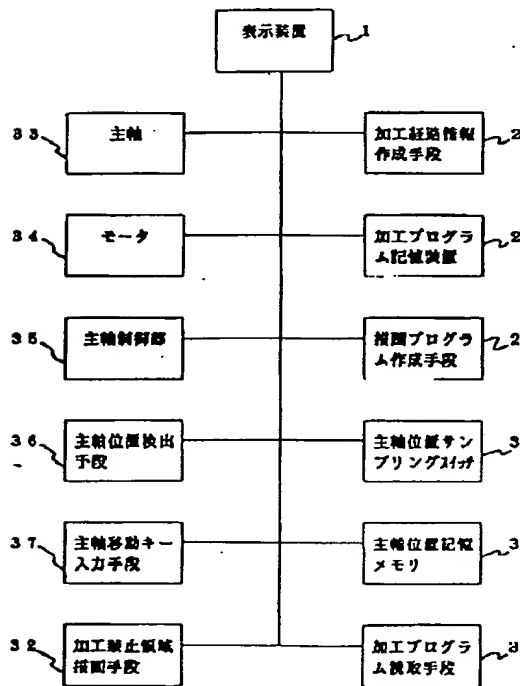 表示装置
1
33
主軸
加工経路情報
作成手段
2
34
モータ
加工プログラ
ム記憶装置
2
35
主軸制御部
描画プログラ
ム作成手段
2
36
主軸位置検出
手段
主軸位置サン
プリングスイッチ
3
37
主軸移動キー
入力手段
主軸位置記憶
メモリ
3
32
加工禁止領域
描画手段
加工プログラ
ム読取手段
3